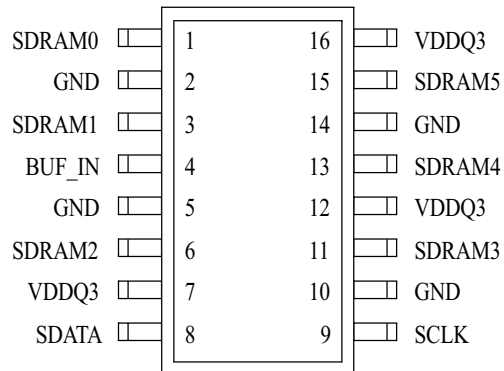 SDRAM0 1 16 VDDQ3
GND 2 15 SDRAM5
SDRAM1 3 14 GND
BUF_IN 4 13 SDRAM4
GND 5 12 VDDQ3
SDRAM2 6 11 SDRAM3
VDDQ3 7 10 GND
SDATA 8 9 SCLK